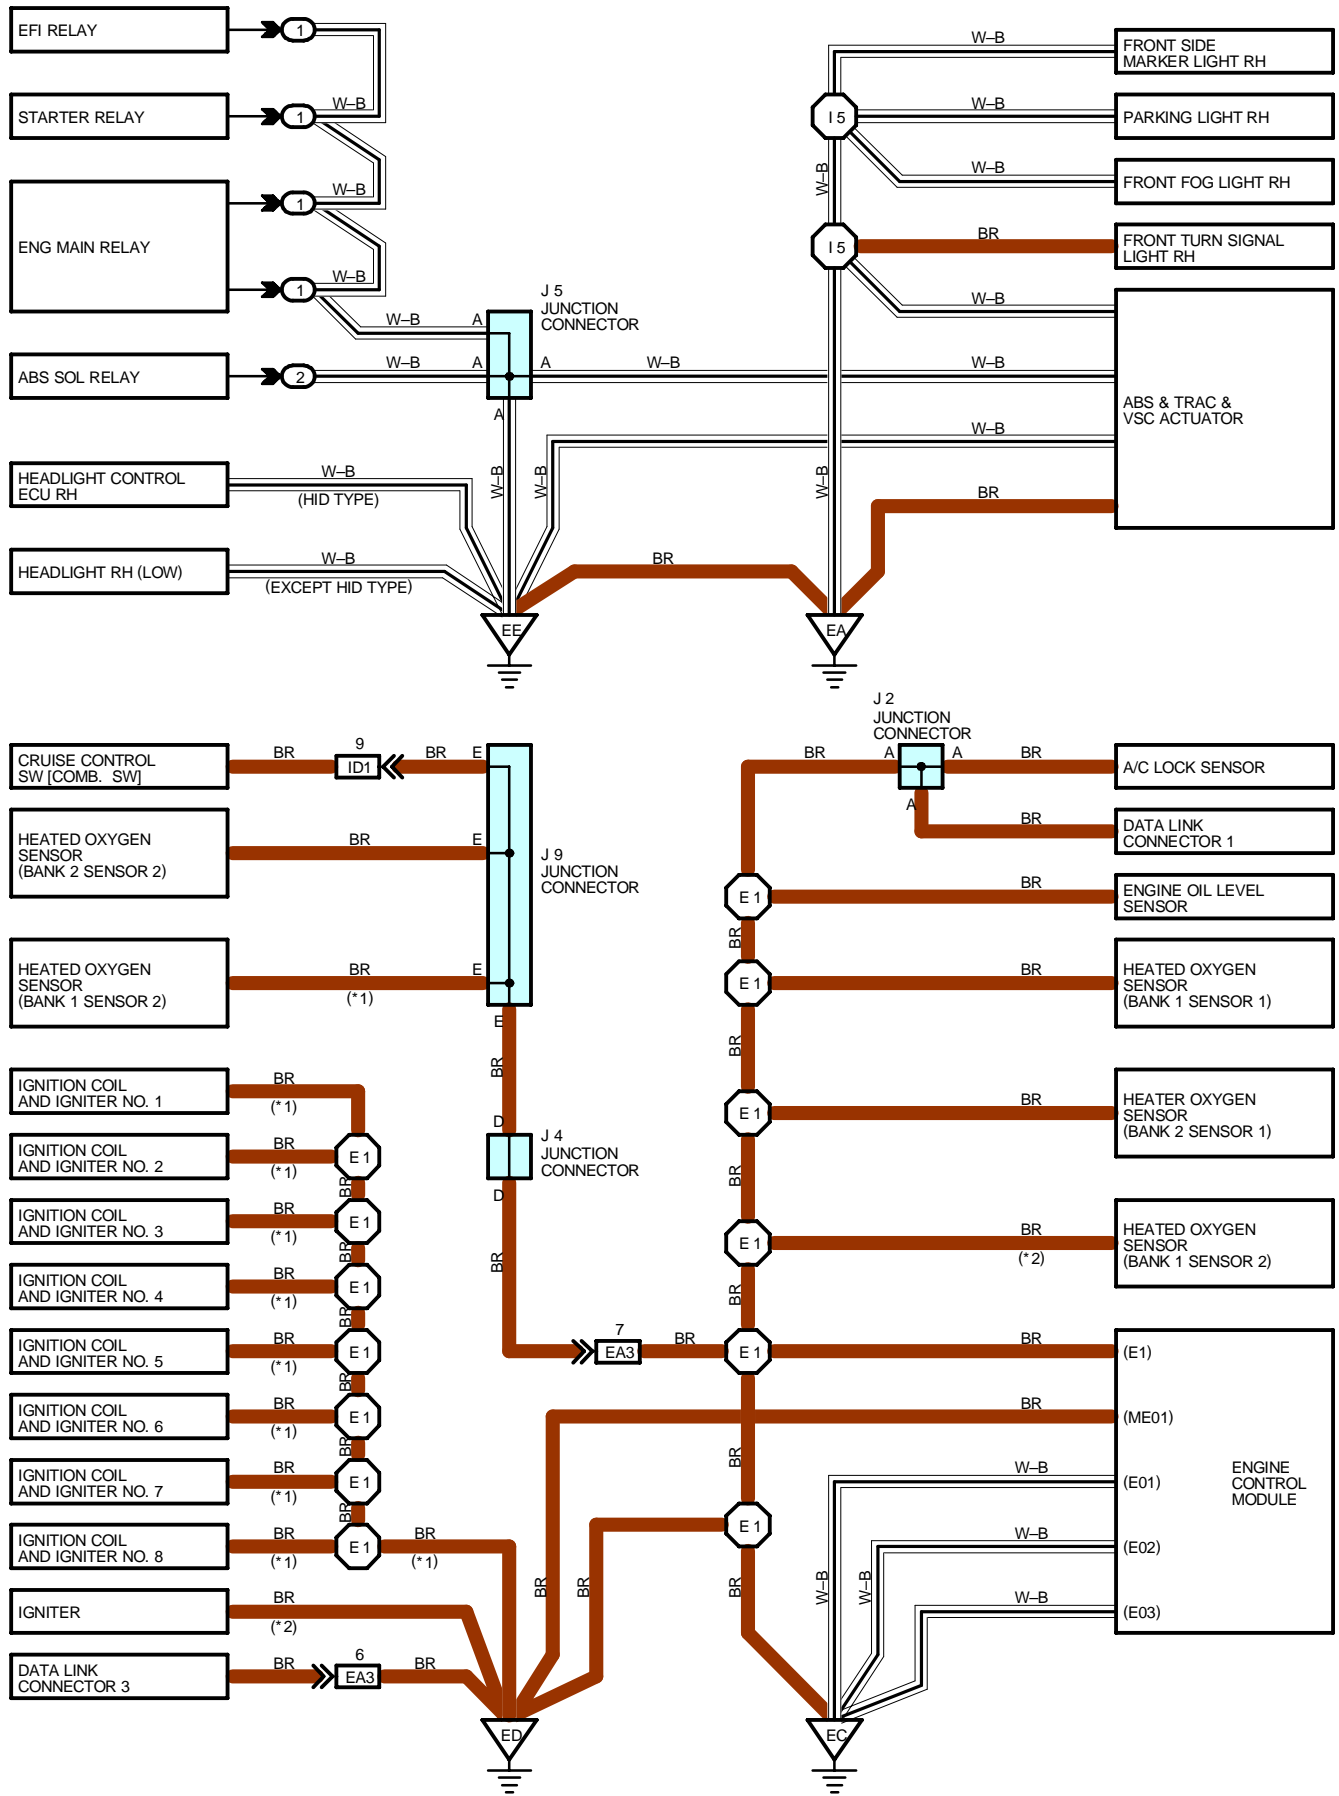 EFI RELAY
1
W–B
FRONT SIDE
MARKER LIGHT RH
STARTER RELAY
W–B
1
I 5
W–B
PARKING LIGHT RH
W–B
W–B
FRONT FOG LIGHT RH
ENG MAIN RELAY
W–B
1
W–B
1
I 5
BR
FRONT TURN SIGNAL
LIGHT RH
W–B
J 5
JUNCTION
CONNECTOR
W–B
A
ABS SOL RELAY
2
W–B
A
A
W–B
W–B
A
ABS & TRAC &
VSC ACTUATOR
W–B
HEADLIGHT CONTROL
ECU RH
W–B
(HID TYPE)
W–B
W–B
W–B
BR
HEADLIGHT RH (LOW)
W–B
(EXCEPT HID TYPE)
BR
EE
EA
J 2
JUNCTION
CONNECTOR
CRUISE CONTROL
SW [COMB. SW]
BR
9
ID1
BR
E
BR
A
A
BR
A/C LOCK SENSOR
A
BR
DATA LINK
CONNECTOR 1
HEATED OXYGEN
SENSOR
(BANK 2 SENSOR 2)
BR
E
J 9
JUNCTION
CONNECTOR
E 1
BR
ENGINE OIL LEVEL
SENSOR
BR
HEATED OXYGEN
SENSOR
(BANK 1 SENSOR 2)
BR
(*1)
E
E
E 1
BR
HEATED OXYGEN
SENSOR
(BANK 1 SENSOR 1)
BR
BR
IGNITION COIL
AND IGNITER NO. 1
BR
(*1)
D
J 4
JUNCTION
CONNECTOR
D
E 1
BR
HEATER OXYGEN
SENSOR
(BANK 2 SENSOR 1)
BR
IGNITION COIL
AND IGNITER NO. 2
BR
(*1)
E 1
BR
IGNITION COIL
AND IGNITER NO. 3
BR
(*1)
E 1
BR
BR
E 1
BR
(*2)
HEATED OXYGEN
SENSOR
(BANK 1 SENSOR 2)
BR
IGNITION COIL
AND IGNITER NO. 4
BR
(*1)
E 1
BR
IGNITION COIL
AND IGNITER NO. 5
BR
(*1)
E 1
BR
7
EA3
BR
E 1
BR
(E1)
IGNITION COIL
AND IGNITER NO. 6
BR
(*1)
E 1
BR
BR
(ME01)
BR
IGNITION COIL
AND IGNITER NO. 7
BR
(*1)
E 1
BR
W–B
(E01)
ENGINE
CONTROL
MODULE
IGNITION COIL
AND IGNITER NO. 8
BR
(*1)
E 1
BR
(*1)
E 1
W–B
(E02)
IGNITER
BR
(*2)
BR
BR
BR
W–B
W–B
W–B
(E03)
DATA LINK
CONNECTOR 3
BR
6
EA3
BR
ED
EC